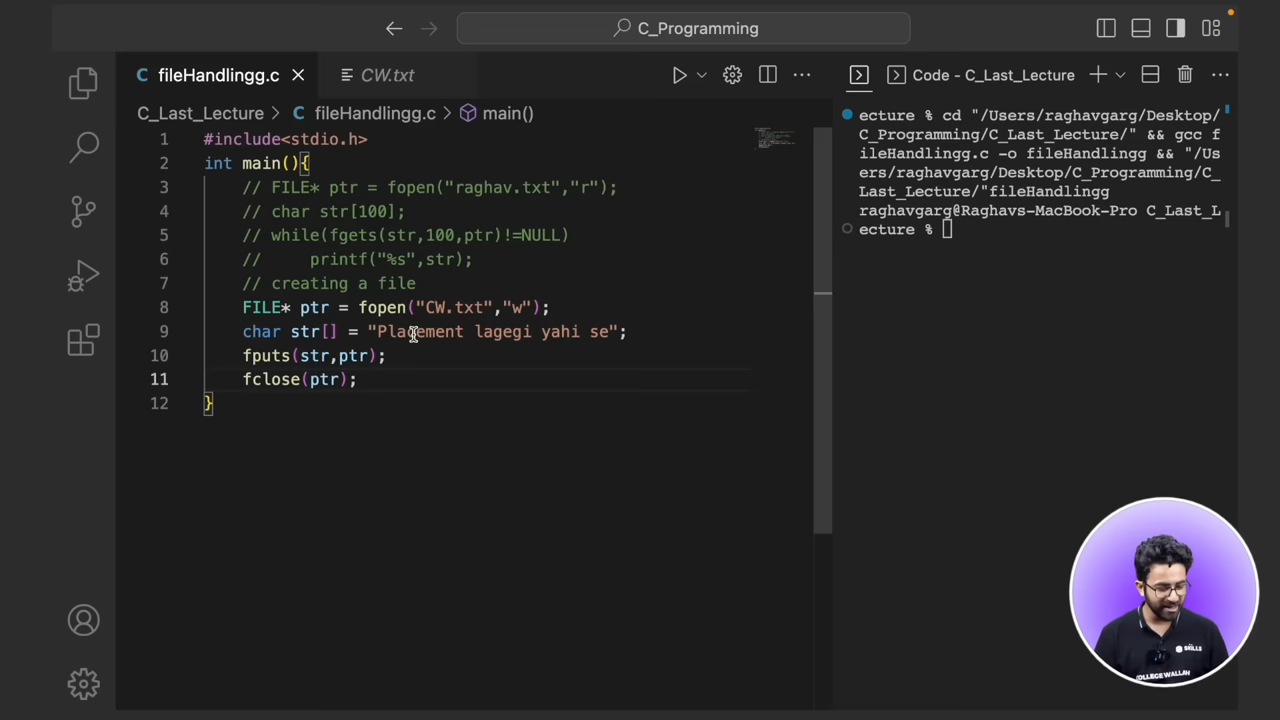 C_Programming
C fileHandlingg.c
CW.txt
Code - C_Last_Lecture
C_Last_Lecture > C fileHandlingg.c > main()
1 #include<stdio.h>
2 int main(){
3 // FILE* ptr = fopen("raghav.txt","r");
4 // char str[100];
5 // while(fgets(str,100,ptr)!=NULL)
6 // printf("%s",str);
7 // creating a file
8 FILE* ptr = fopen("CW.txt","w");
9 char str[] = "Placement lagegi yahi se";
10 fputs(str,ptr);
11 fclose(ptr);
12 }
ecture % cd "/Users/raghavgarg/Desktop/
C_Programming/C_Last_Lecture/" && gcc f
ileHandlingg.c -o fileHandlingg && "/Us
ers/raghavgarg/Desktop/C_Programming/C_
Last_Lecture/"fileHandlingg
raghavgarg@Raghavs-MacBook-Pro C_Last_L
ecture %
SKILLS
COLLEGE WALLAH